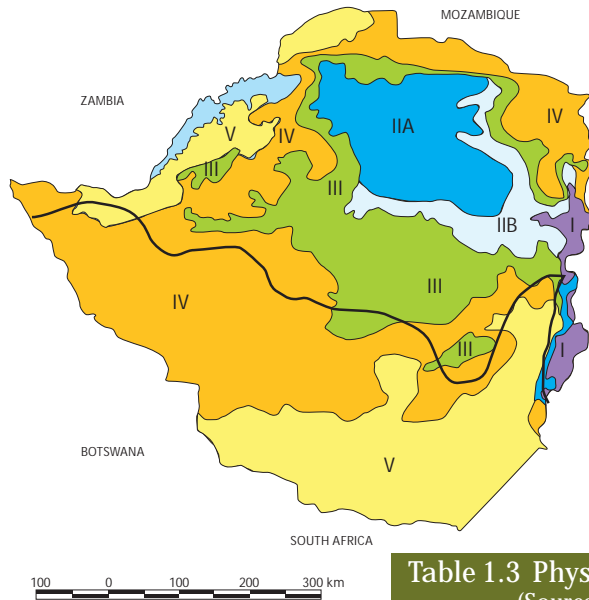 MOZAMBIQUE
ZAMBIA
IIA
IV
V
IV
III
III
I
IIB
III
IV
III
I
V
BOTSWANA
SOUTH AFRICA
100 0 100 200 300 km
Table 1.3 Phys
(Source